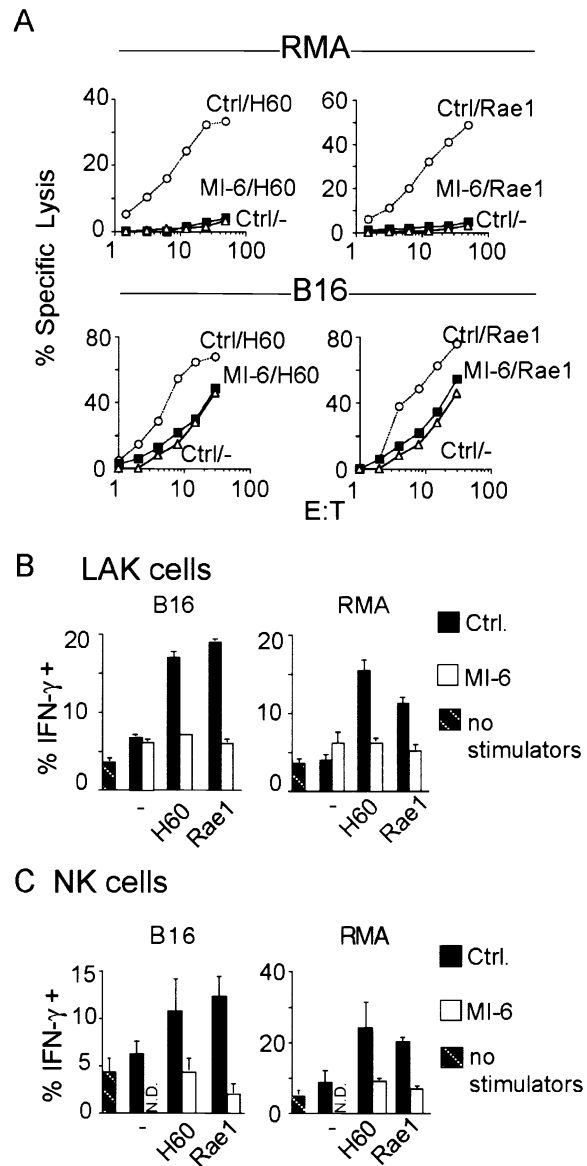 A
RMA
% Specific Lysis
40
20
0
1
10
100
Ctrl/H60
MI-6/H60
Ctrl/-
60
50
40
30
20
10
0
1
10
100
Ctrl/Rae1
MI-6/Rae1
Ctrl/-
B16
80
40
0
1
10
100
Ctrl/H60
MI-6/H60
Ctrl/-
80
40
0
1
10
100
Ctrl/Rae1
MI-6/Rae1
Ctrl/-
E:T
B LAK cells
B16
RMA
% IFN-γ +
20
10
0
-
H60
Rae1
20
10
0
-
H60
Rae1
Ctrl.
MI-6
no
stimulators
C NK cells
B16
RMA
% IFN-γ +
15
10
5
0
N.D.
-
H60
Rae1
40
20
0
N.D.
-
H60
Rae1
Ctrl.
MI-6
no
stimulators